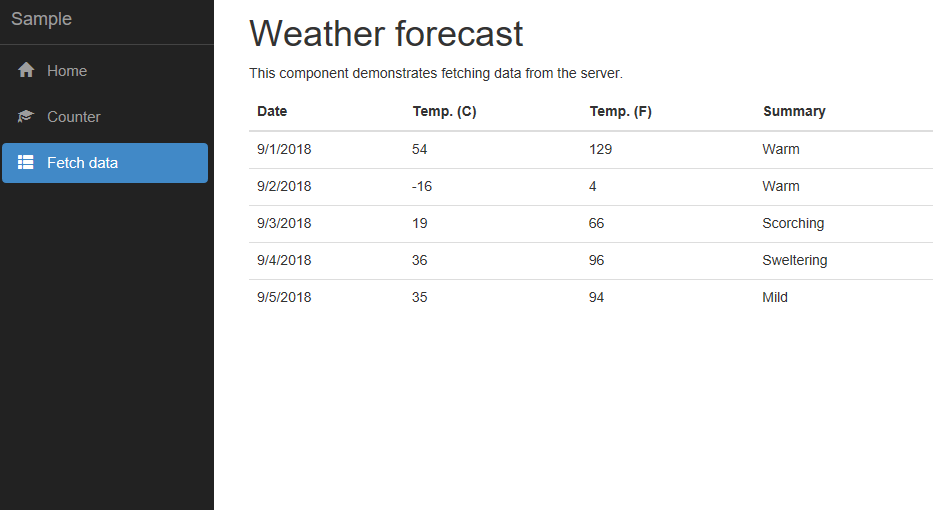 Sample
Home
Counter
Fetch data
Weather forecast
This component demonstrates fetching data from the server.
Date Temp. (C) Temp. (F) Summary
9/1/2018 54 129 Warm
9/2/2018 -16 4 Warm
9/3/2018 19 66 Scorching
9/4/2018 36 96 Sweltering
9/5/2018 35 94 Mild